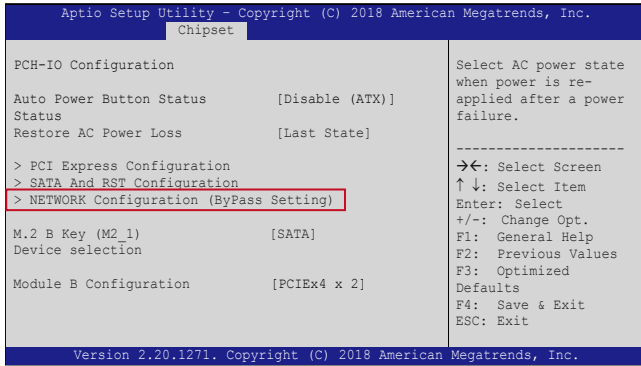 Aptio Setup Utility – Copyright (C) 2018 American Megatrends, Inc.
Chipset
PCH-IO Configuration
Auto Power Button Status [Disable (ATX)]
Status
Restore AC Power Loss [Last State]
> PCI Express Configuration
> SATA And RST Configuration
> NETWORK Configuration (ByPass Setting)
M.2 B Key (M2_1) [SATA]
Device selection
Module B Configuration [PCIEx4 x 2]
Select AC power state
when power is re-
applied after a power
failure.
---------------------
→←: Select Screen
↑ ↓: Select Item
Enter: Select
+/-: Change Opt.
F1: General Help
F2: Previous Values
F3: Optimized
Defaults
F4: Save & Exit
ESC: Exit
Version 2.20.1271. Copyright (C) 2018 American Megatrends, Inc.